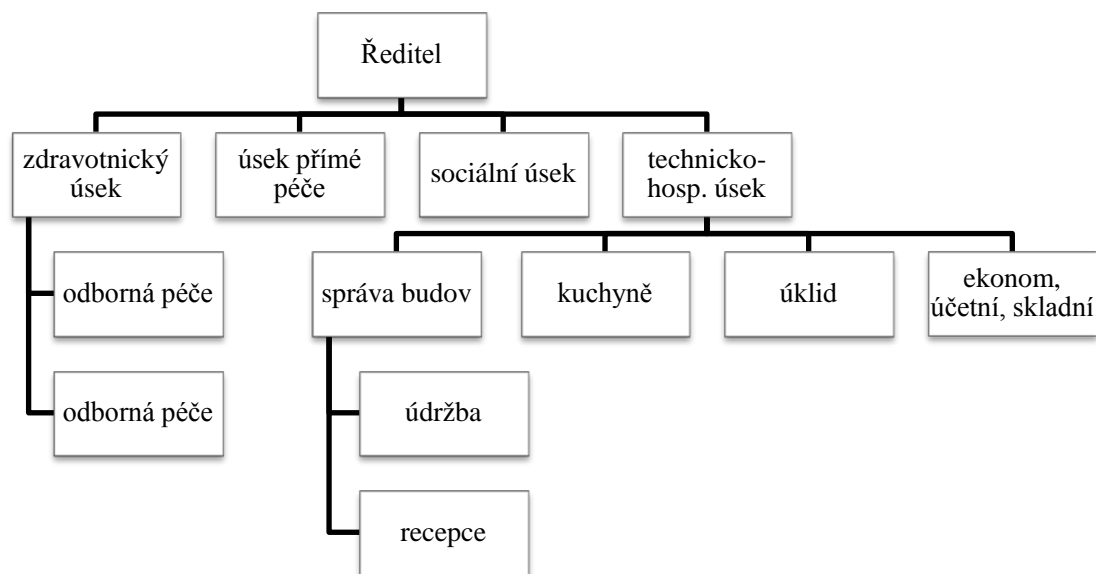 Ředitel
zdravotnický
úsek
úsek přímé
péče
sociální úsek
technicko-
hosp. úsek
odborná péče
odborná péče
správa budov
kuchyně
úklid
ekonom,
účetní, skladní
údržba
recepce